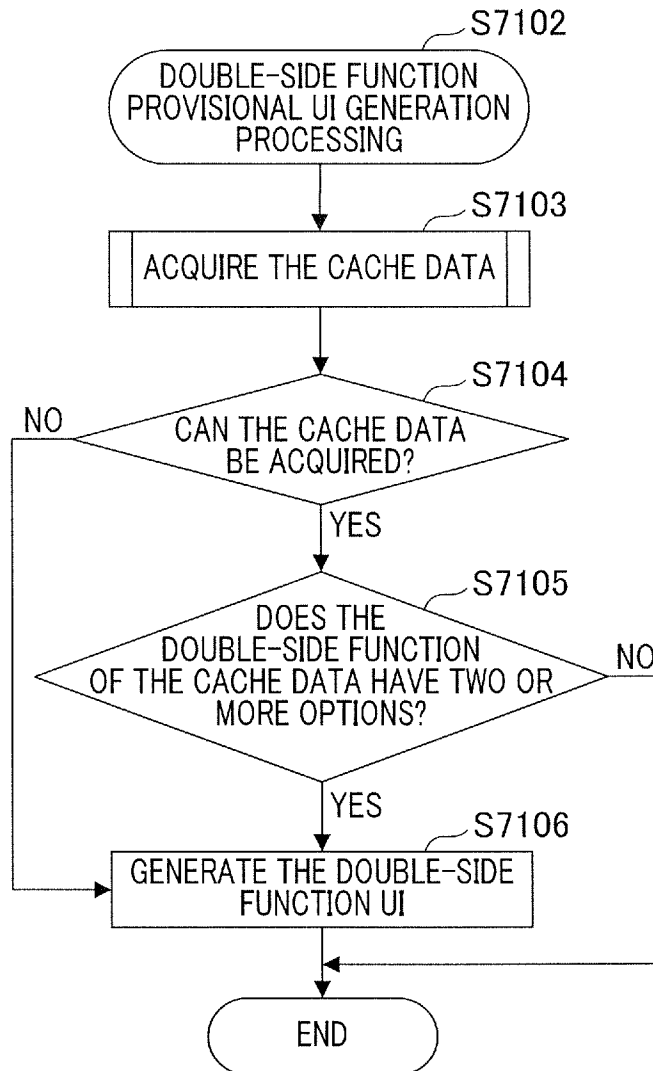 S7102
DOUBLE-SIDE FUNCTION
PROVISIONAL UI GENERATION
PROCESSING
S7103
ACQUIRE THE CACHE DATA
S7104
NO
CAN THE CACHE DATA
BE ACQUIRED?
YES
S7105
DOES THE
DOUBLE-SIDE FUNCTION
OF THE CACHE DATA HAVE TWO OR
MORE OPTIONS?
NO
YES
S7106
GENERATE THE DOUBLE-SIDE
FUNCTION UI
END